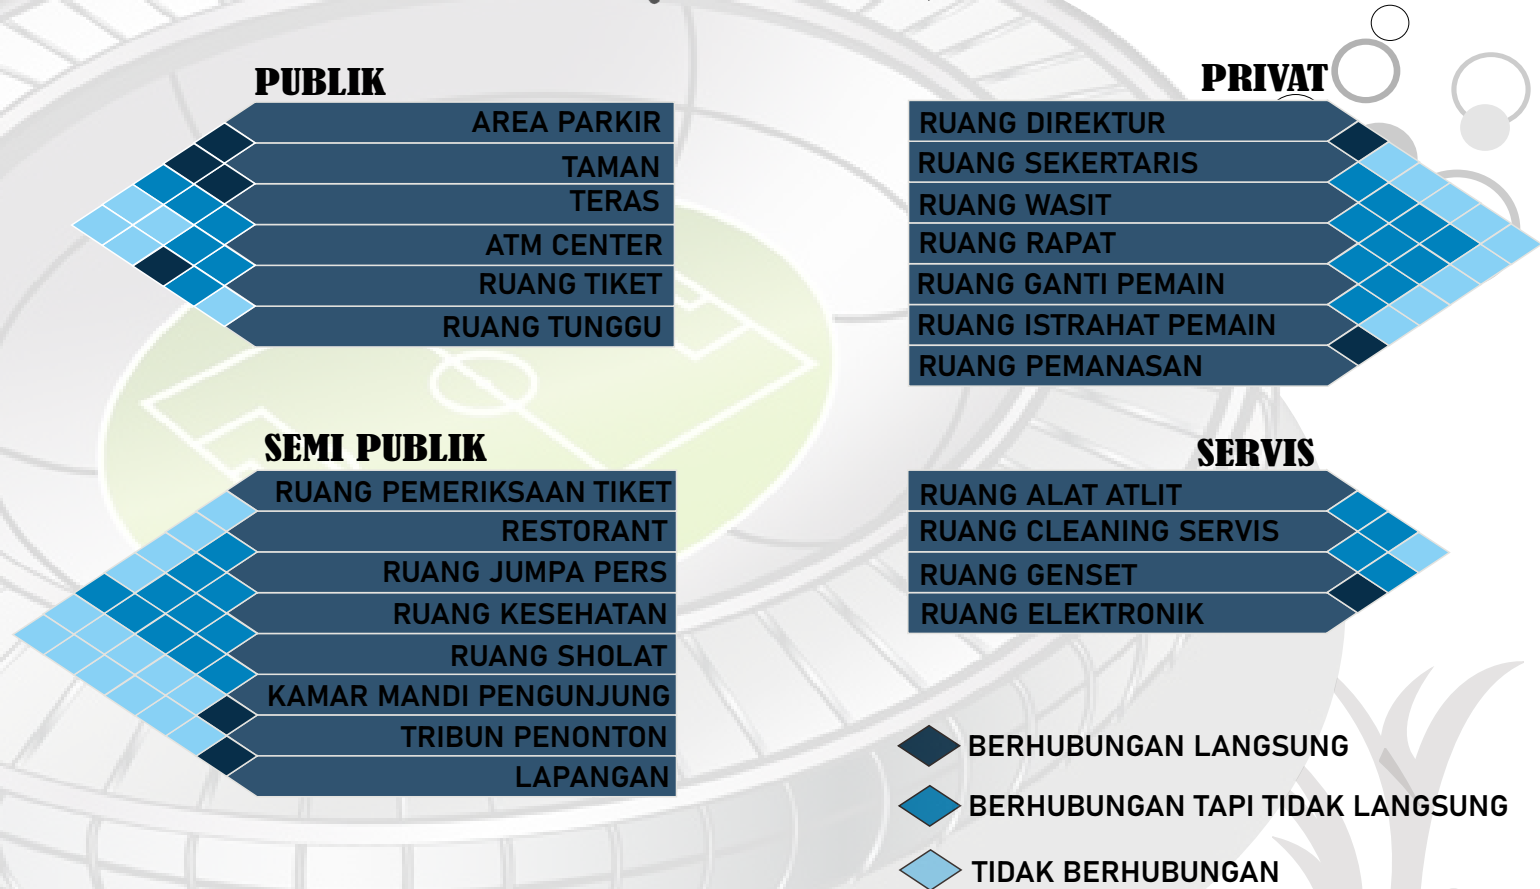 PUBLIK
AREA PARKIR
TAMAN
TERAS
ATM CENTER
RUANG TIKET
RUANG TUNGGU
PRIVAT
RUANG DIREKTUR
RUANG SEKERTARIS
RUANG WASIT
RUANG RAPAT
RUANG GANTI PEMAIN
RUANG ISTRAHAT PEMAIN
RUANG PEMANASAN
SEMI PUBLIK
RUANG PEMERIKSAAN TIKET
RESTORANT
RUANG JUMPA PERS
RUANG KESEHATAN
RUANG SHOLAT
KAMAR MANDI PENGUNJUNG
TRIBUN PENONTON
LAPANGAN
SERVIS
RUANG ALAT ATLIT
RUANG CLEANING SERVIS
RUANG GENSET
RUANG ELEKTRONIK
BERHUBUNGAN LANGSUNG
BERHUBUNGAN TAPI TIDAK LANGSUNG
TIDAK BERHUBUNGAN